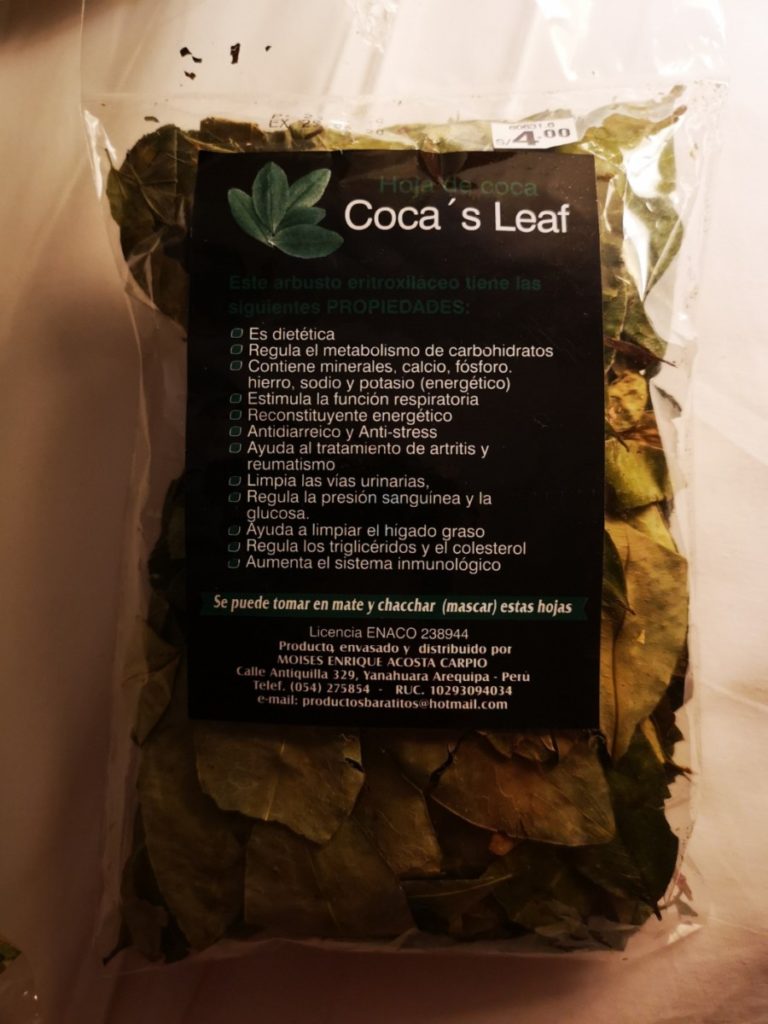 60631.6
S/4.00
Hoja de coca
Coca´s Leaf
Este arbusto eritroxiláceo tiene las
siguientes PROPIEDADES:
Es dietética
Regula el metabolismo de carbohidratos
Contiene minerales, calcio, fósforo.
hierro, sodio y potasio (energético)
Estimula la función respiratoria
Reconstituyente energético
Antidiarreico y Anti-stress
Ayuda al tratamiento de artritis y
reumatismo
Limpia las vías urinarias,
Regula la presión sanguínea y la
glucosa.
Ayuda a limpiar el higado graso
Regula los triglicéridos y el colesterol
Aumenta el sistema inmunológico
Se puede tomar en mate y chacchar (mascar) estas hojas
Licencia ENACO 238944
Producto, envasado y distribuido por
MOISES ENRIQUE ACOSTA CARPIO
Calle Antiquilla 329, Yanahuara Arequipa - Perú
Telef. (054) 275854 - RUC. 10293094034
e-mail: productosbaratitos@hotmail.com